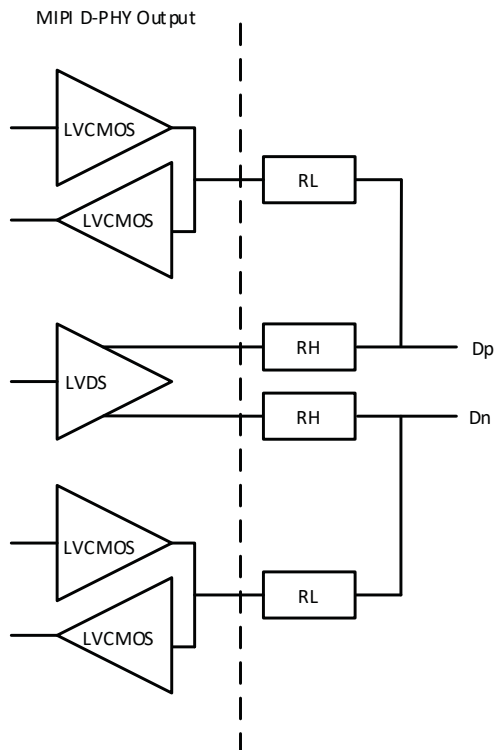 MIPI D-PHY Output
LVCMOS
RL
LVCMOS
RH
Dp
LVDS
RH
Dn
LVCMOS
RL
LVCMOS